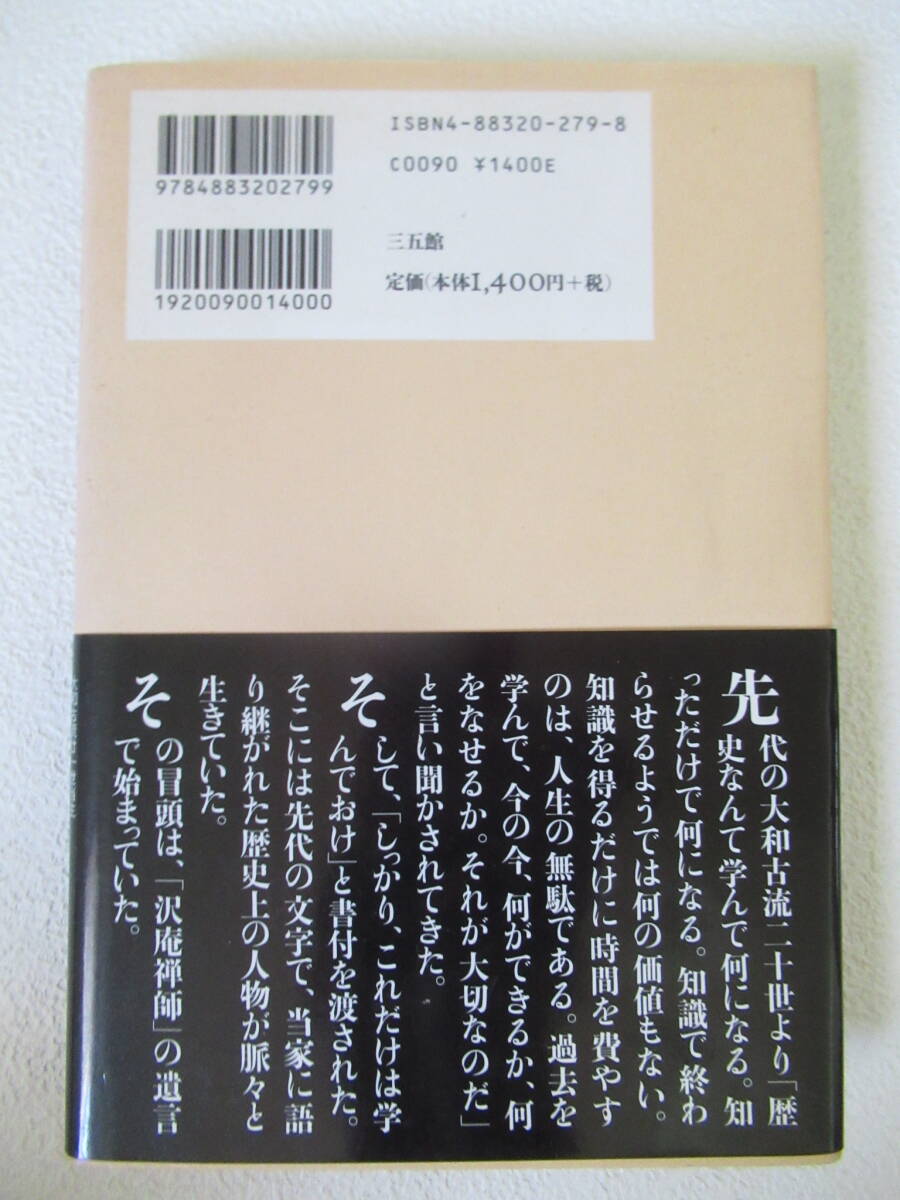 ISBN4-88320-279-8
C0090 ¥1400E
9784883202799
三五館
定価(本体1,400円+税)
1920090014000
先代の大和古流二十世より「歴
史なんて学んで何になる。知
っただけで何になる。知識で終わ
らせるようでは何の価値もない。
知識を得るだけに時間を費やす
のは、人生の無駄である。過去を
学んで、今の今、何ができるか、何
をなせるか。それが大切なのだ」
と言い聞かされてきた。
そして、「しっかり、これだけは学
んでおけ」と書付を渡された。
そこには先代の文字で、当家に語
り継がれた歴史上の人物が脈々と
生きていた。
その冒頭は、「沢庵禅師」の遺言
で始まっていた。